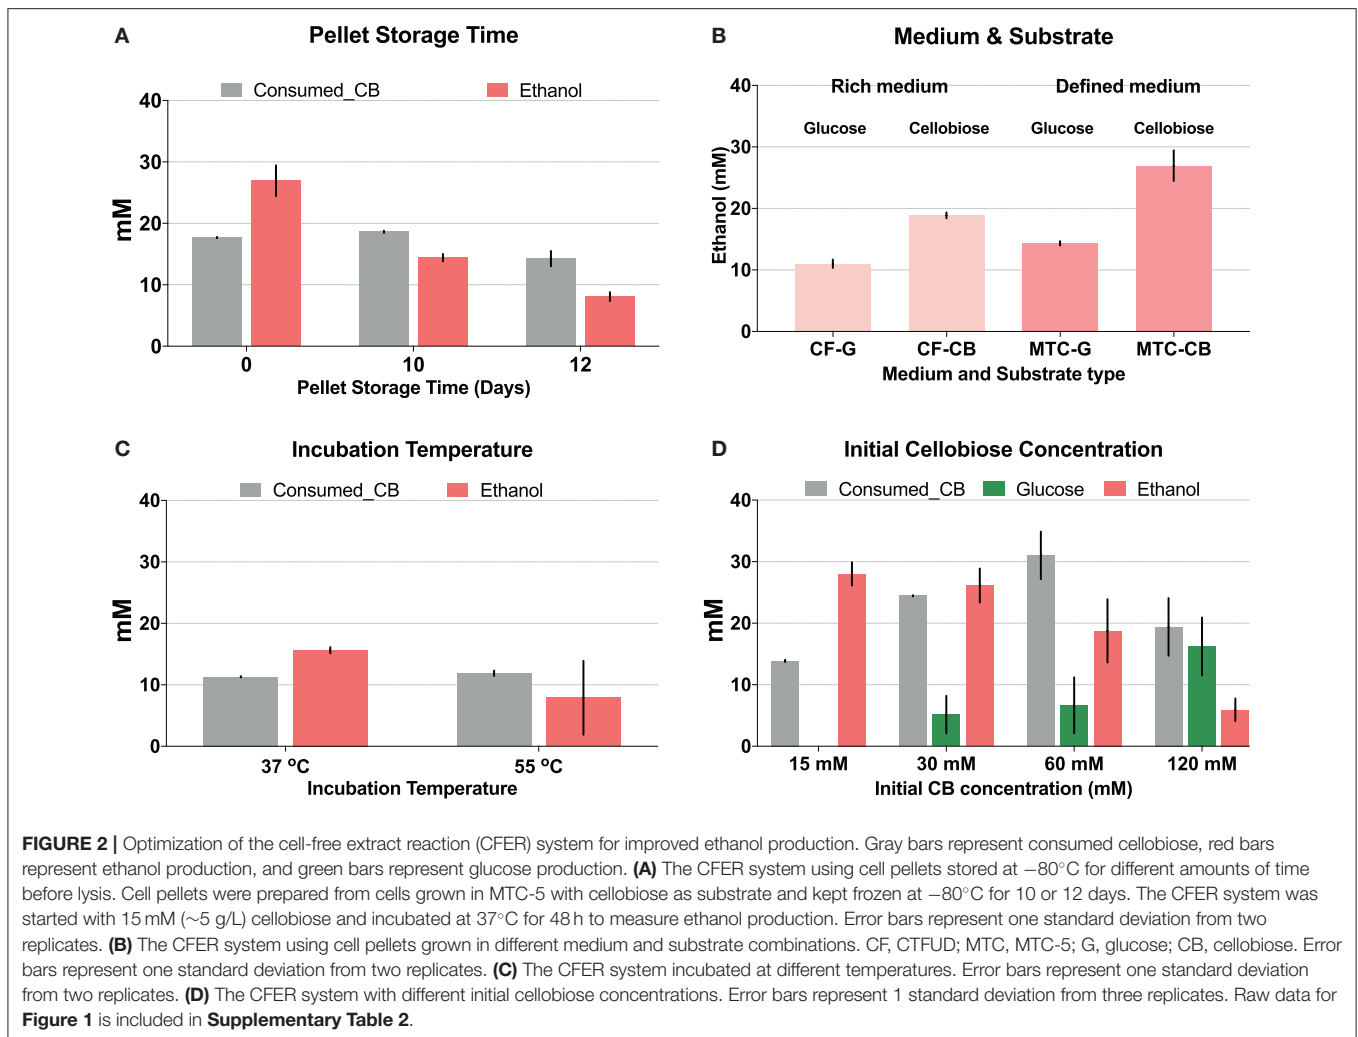 A
Pellet Storage Time
Consumed_CB
Ethanol
40
30
20
10
0
mM
0
10
12
Pellet Storage Time (Days)
B
Medium & Substrate
40
30
20
10
0
Ethanol (mM)
Rich medium
Defined medium
Glucose
Cellobiose
Glucose
Cellobiose
CF-G
CF-CB
MTC-G
MTC-CB
Medium and Substrate type
C
Incubation Temperature
Consumed_CB
Ethanol
40
30
20
10
0
mM
37 ºC
55 ºC
Incubation Temperature
D
Initial Cellobiose Concentration
Consumed_CB
Glucose
Ethanol
40
30
20
10
0
mM
15 mM
30 mM
60 mM
120 mM
Initial CB concentration (mM)
FIGURE 2 | Optimization of the cell-free extract reaction (CFER) system for improved ethanol production. Gray bars represent consumed cellobiose, red bars
represent ethanol production, and green bars represent glucose production. (A) The CFER system using cell pellets stored at −80°C for different amounts of time
before lysis. Cell pellets were prepared from cells grown in MTC-5 with cellobiose as substrate and kept frozen at −80°C for 10 or 12 days. The CFER system was
started with 15 mM (~5 g/L) cellobiose and incubated at 37°C for 48 h to measure ethanol production. Error bars represent one standard deviation from two
replicates. (B) The CFER system using cell pellets grown in different medium and substrate combinations. CF, CTFUD; MTC, MTC-5; G, glucose; CB, cellobiose. Error
bars represent one standard deviation from two replicates. (C) The CFER system incubated at different temperatures. Error bars represent one standard deviation
from two replicates. (D) The CFER system with different initial cellobiose concentrations. Error bars represent 1 standard deviation from three replicates. Raw data for
Figure 1 is included in Supplementary Table 2.